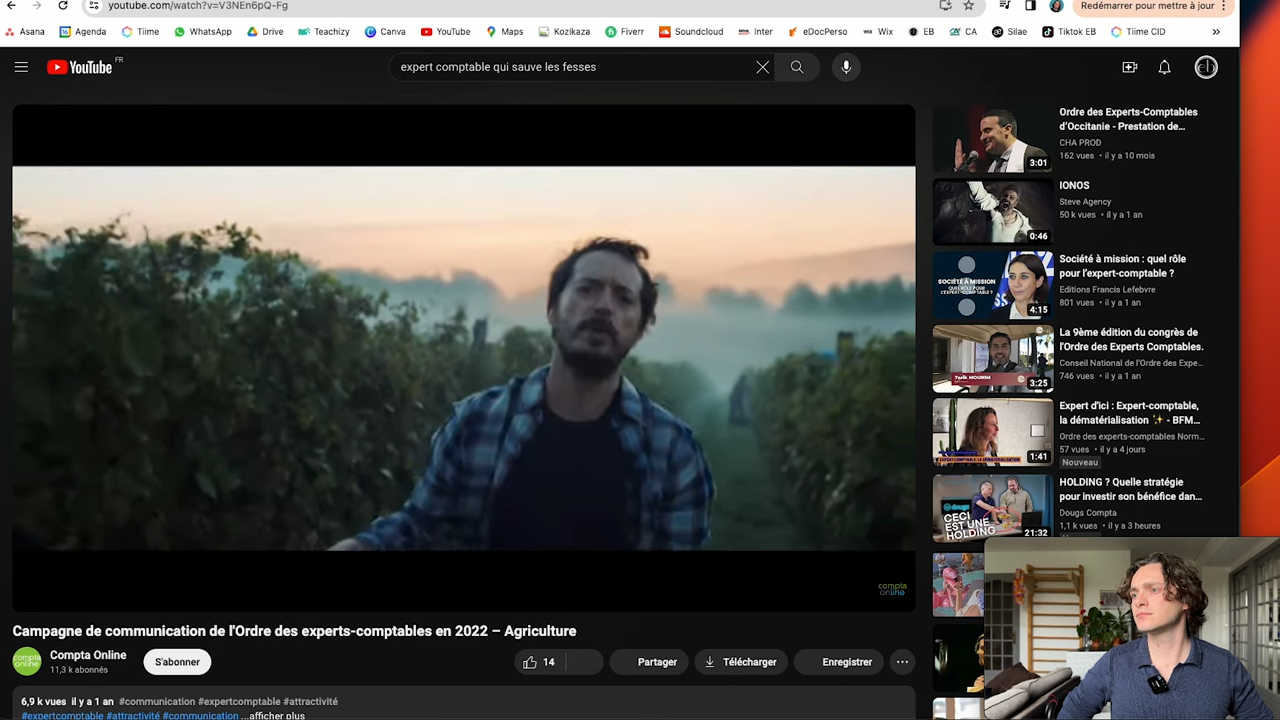 youtube.com/watch?v=V3NEn6pQ-Fg
Redémarrer pour mettre à jour
Asana
Agenda
Tiime
WhatsApp
Drive
Teachizy
Canva
YouTube
Maps
Kozikaza
Fiverr
Soundcloud
Inter
eDocPerso
Wix
EB
CA
Silae
Tiktok EB
Tiime CID
YouTube FR
expert comptable qui sauve les fesses
compta
online
Campagne de communication de l'Ordre des experts-comptables en 2022 – Agriculture
compta
online
Compta Online
11,3 k abonnés
S'abonner
14
Partager
Télécharger
Enregistrer
6,9 k vues il y a 1 an #communication #expertcomptable #attractivité
#expertcomptable #attractivité #communication ...afficher plus
3:01
Ordre des Experts-Comptables
d'Occitanie - Prestation de...
CHA PROD
162 vues • il y a 10 mois
0:46
IONOS
Steve Agency
50 k vues • il y a 1 an
SOCIÉTÉ À MISSION
4:15
Société à mission : quel rôle
pour l'expert-comptable ?
Editions Francis Lefebvre
801 vues • il y a 1 an
Tarik MOUNIM
3:25
La 9ème édition du congrès de
l'Ordre des Experts Comptables.
Conseil National de l'Ordre des Expe...
746 vues • il y a 1 an
1:41
Expert d'ici : Expert-comptable,
la dématérialisation ✨ - BFM...
Ordre des experts-comptables Norm...
57 vues • il y a 4 jours
Nouveau
dougs
CECI
EST UNE
HOLDING
21:32
HOLDING ? Quelle stratégie
pour investir son bénéfice dan...
Dougs Compta
1,1 k vues • il y a 3 heures